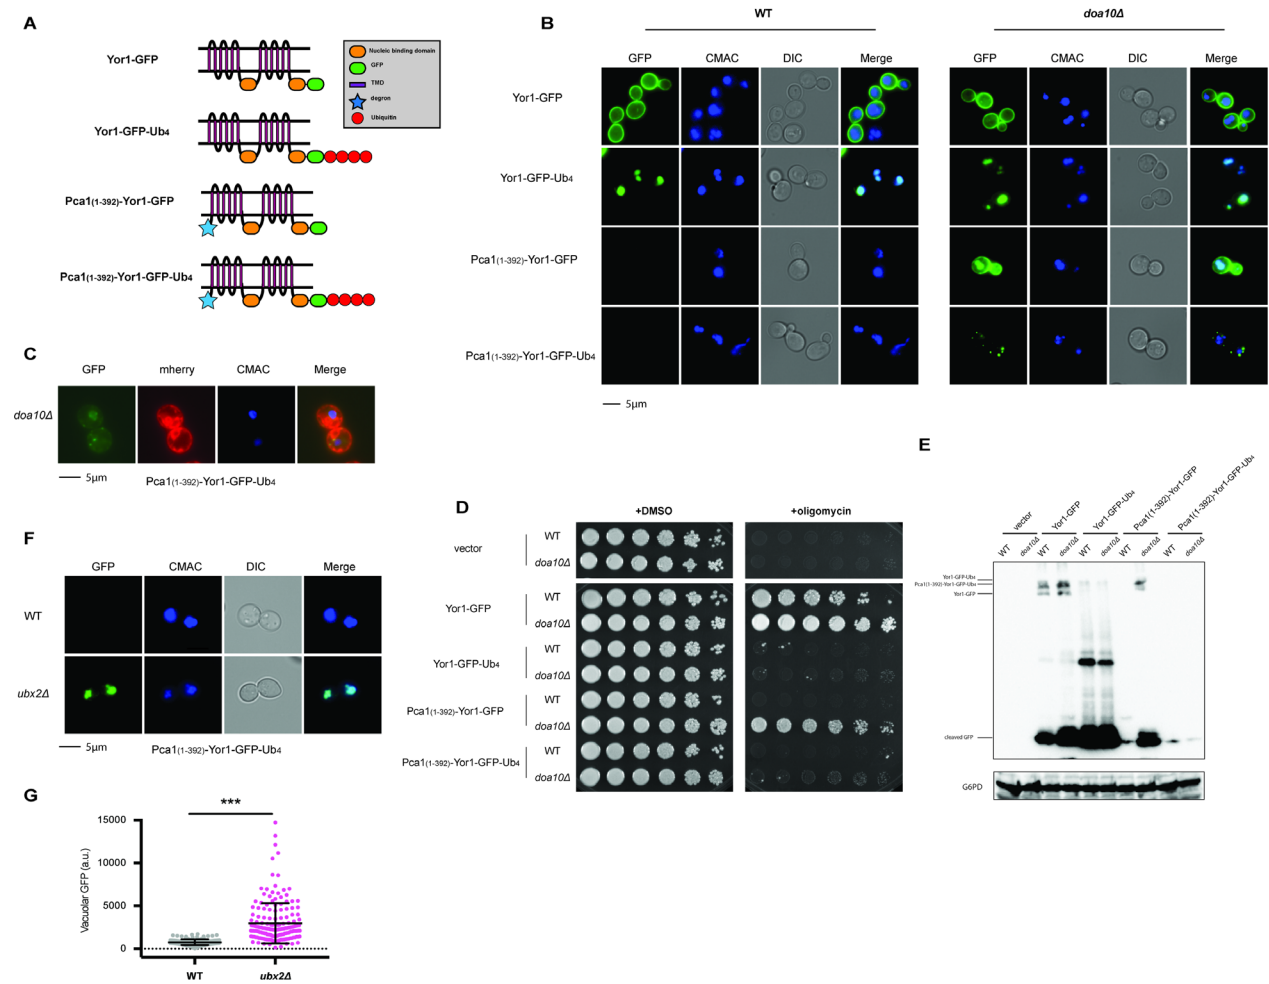 A
Yor1-GFP
Yor1-GFP-Ub4
Pca1(1-392)-Yor1-GFP
Pca1(1-392)-Yor1-GFP-Ub4
Nucleic binding domain
GFP
TMD
degron
Ubiquitin
B
WT
doa10Δ
GFP CMAC DIC Merge
GFP CMAC DIC Merge
Yor1-GFP
Yor1-GFP-Ub4
Pca1(1-392)-Yor1-GFP
Pca1(1-392)-Yor1-GFP-Ub4
5μm
5μm
C
GFP mherry CMAC Merge
doa10Δ
5μm
Pca1(1-392)-Yor1-GFP-Ub4
D
+DMSO +oligomycin
vector
WT
doa10Δ
Yor1-GFP
WT
doa10Δ
Yor1-GFP-Ub4
WT
doa10Δ
Pca1(1-392)-Yor1-GFP
WT
doa10Δ
Pca1(1-392)-Yor1-GFP-Ub4
WT
doa10Δ
E
vector
Yor1-GFP
Yor1-GFP-Ub4
Pca1(1-392)-Yor1-GFP
Pca1(1-392)-Yor1-GFP-Ub4
WT doa10Δ WT doa10Δ WT doa10Δ WT doa10Δ WT doa10Δ
Yor1-GFP-Ub4
Pca1(1-392)-Yor1-GFP-Ub4
Yor1-GFP
cleaved GFP
G6PD
F
GFP CMAC DIC Merge
WT
ubx2Δ
5μm
Pca1(1-392)-Yor1-GFP-Ub4
G
***
Vacuolar GFP (a.u.)
15000
10000
5000
0
WT ubx2Δ